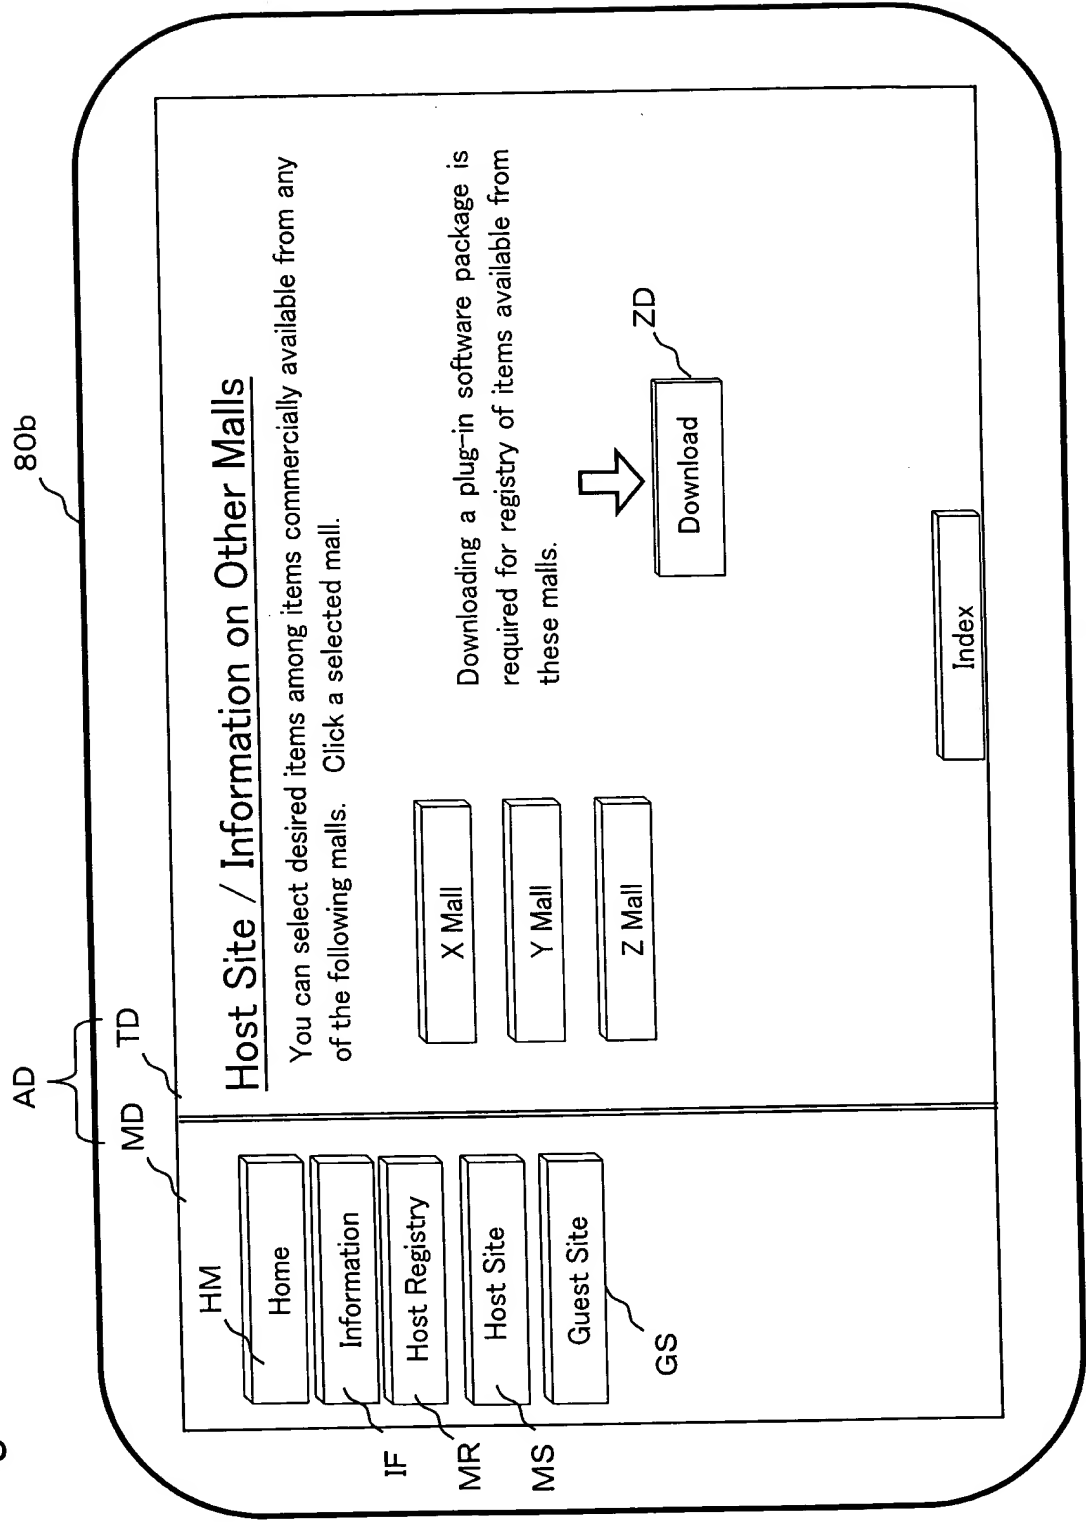 80b
AD
MD
TD
HM
Home
Information
IF
Host Registry
MR
Host Site
MS
Guest Site
GS
Host Site / Information on Other Malls
You can select desired items among items commercially available from any
of the following malls.  Click a selected mall.
X Mall
Y Mall
Z Mall
Downloading a plug-in software package is
required for registry of items available from
these malls.
Download
ZD
Index